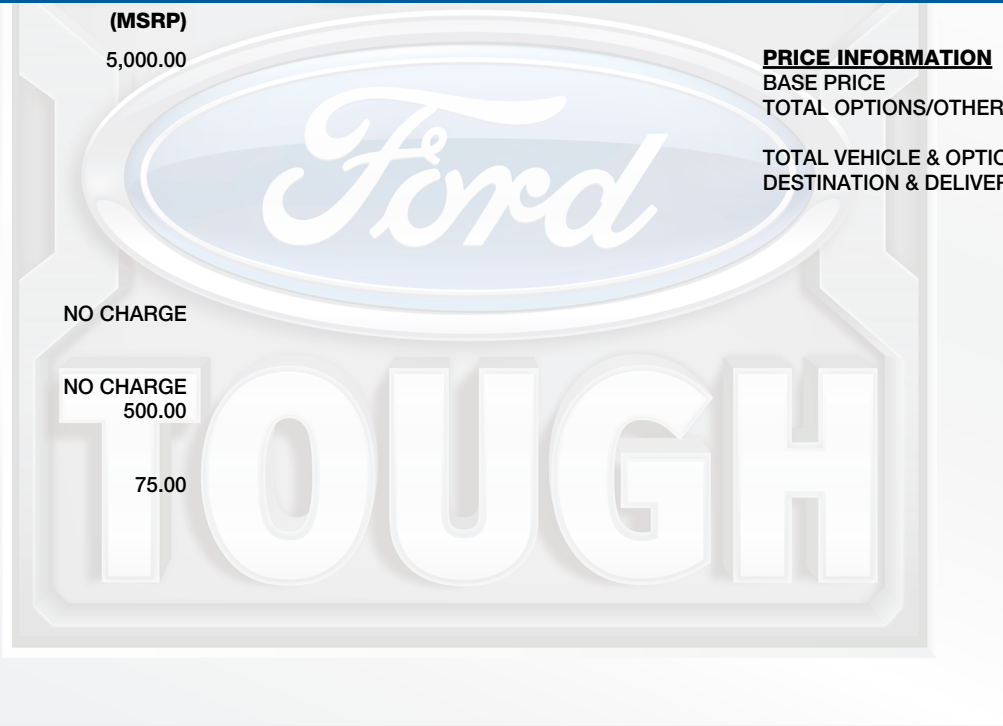 (MSRP)
5,000.00
NO CHARGE
NO CHARGE
500.00
75.00
PRICE INFORMATION
BASE PRICE
TOTAL OPTIONS/OTHER
TOTAL VEHICLE & OPTIO
DESTINATION & DELIVER
Ford
TOUGH